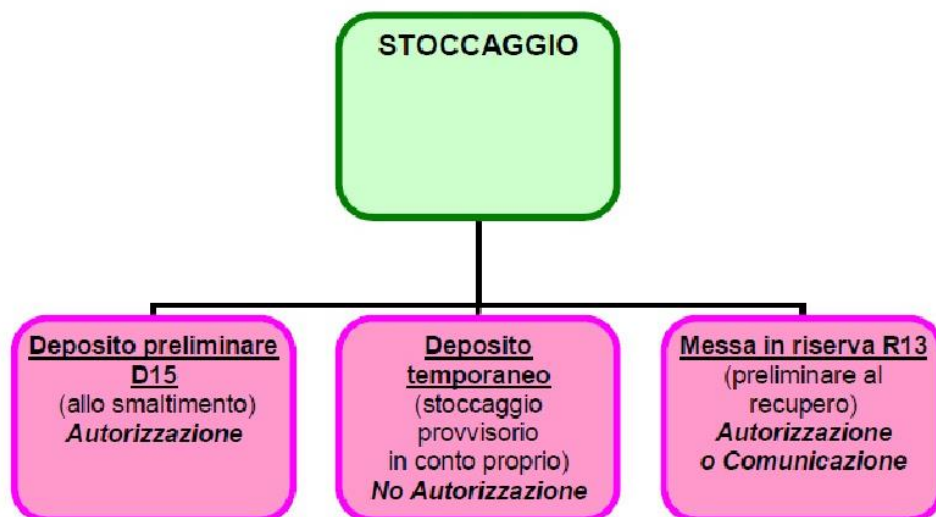 STOCCAGGIO
Deposito preliminare
D15
(allo smaltimento)
Autorizzazione
Deposito
temporaneo
(stoccaggio
provvisorio
in conto proprio)
No Autorizzazione
Messa in riserva R13
(preliminare al
recupero)
Autorizzazione
o Comunicazione